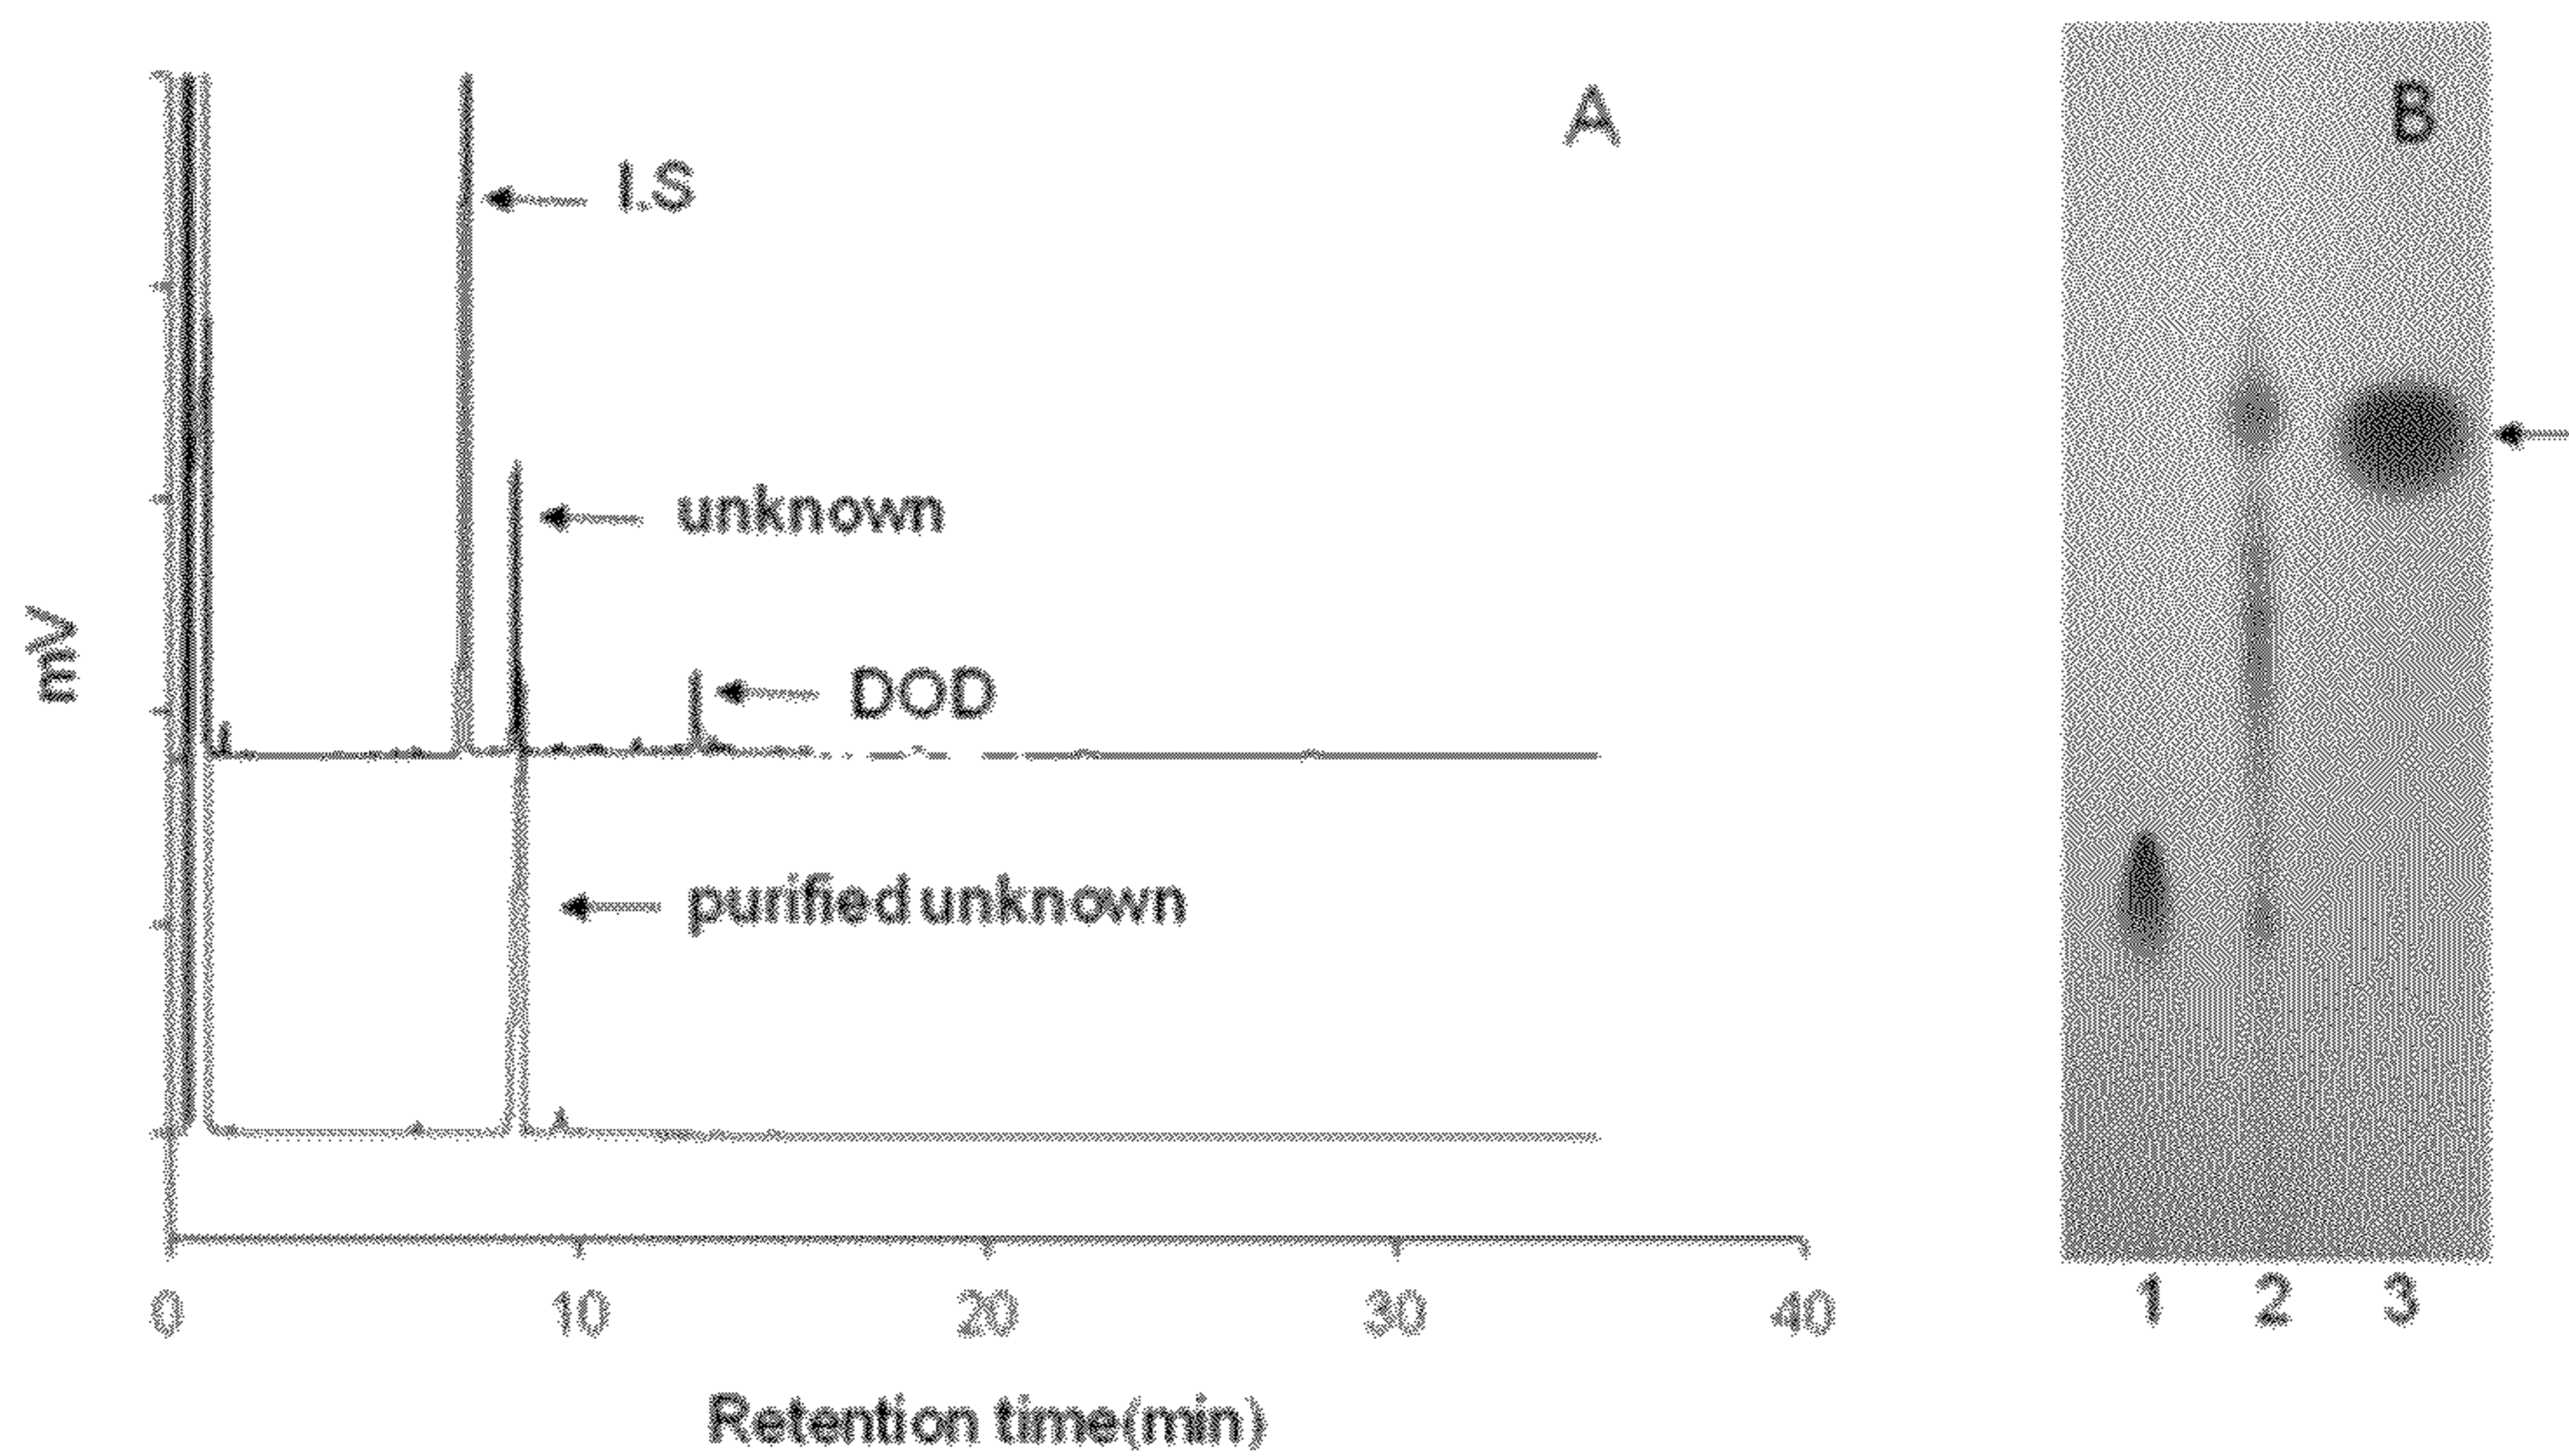 A
B
I.S
unknown
DOD
mV
purified unknown
0 10 20 30 40
1 2 3
Retention time(min)